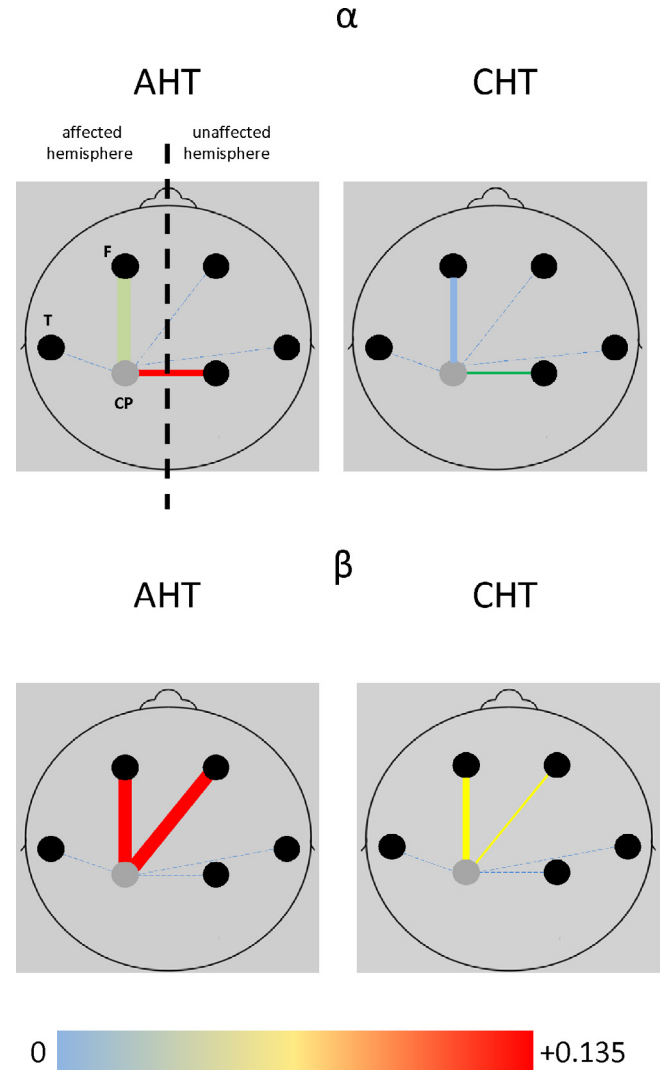 α
AHT
CHT
affected
hemisphere
unaffected
hemisphere
F
T
CP
β
AHT
CHT
0
+0.135